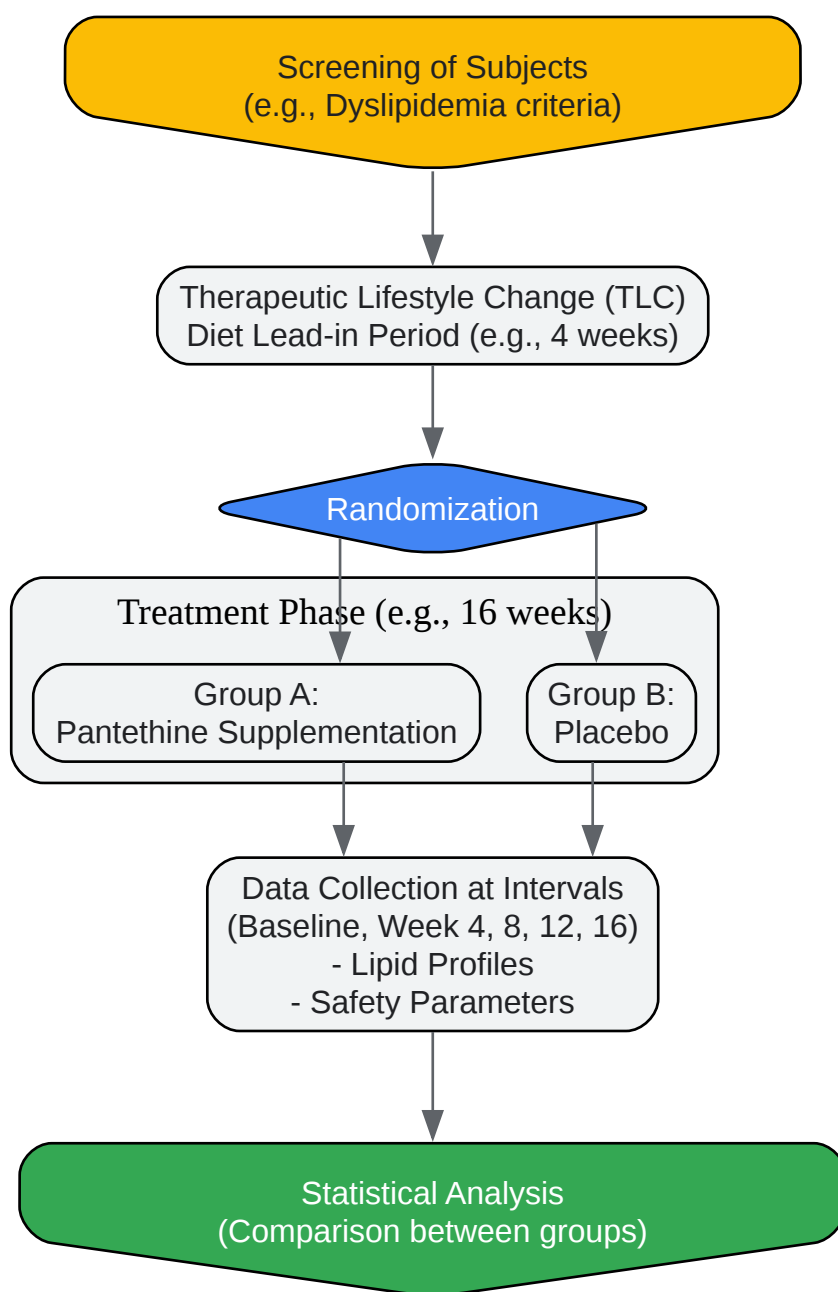 Screening of Subjects
(e.g., Dyslipidemia criteria)
Therapeutic Lifestyle Change (TLC)
Diet Lead-in Period (e.g., 4 weeks)
Randomization
Treatment Phase (e.g., 16 weeks)
Group A:
Pantethine Supplementation
Group B:
Placebo
Data Collection at Intervals
(Baseline, Week 4, 8, 12, 16)
- Lipid Profiles
- Safety Parameters
Statistical Analysis
(Comparison between groups)